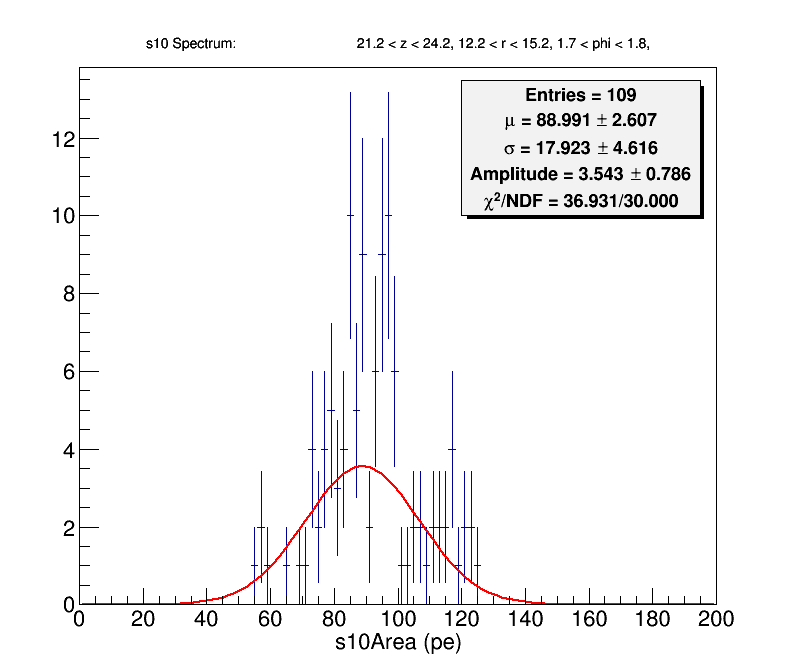 s10 Spectrum: 21.2 < z < 24.2, 12.2 < r < 15.2, 1.7 < phi < 1.8,
Entries = 109
μ = 88.991 ± 2.607
σ = 17.923 ± 4.616
Amplitude = 3.543 ± 0.786
χ²/NDF = 36.931/30.000
12
10
8
6
4
2
0
0 20 40 60 80 100 120 140 160 180 200
s10Area (pe)